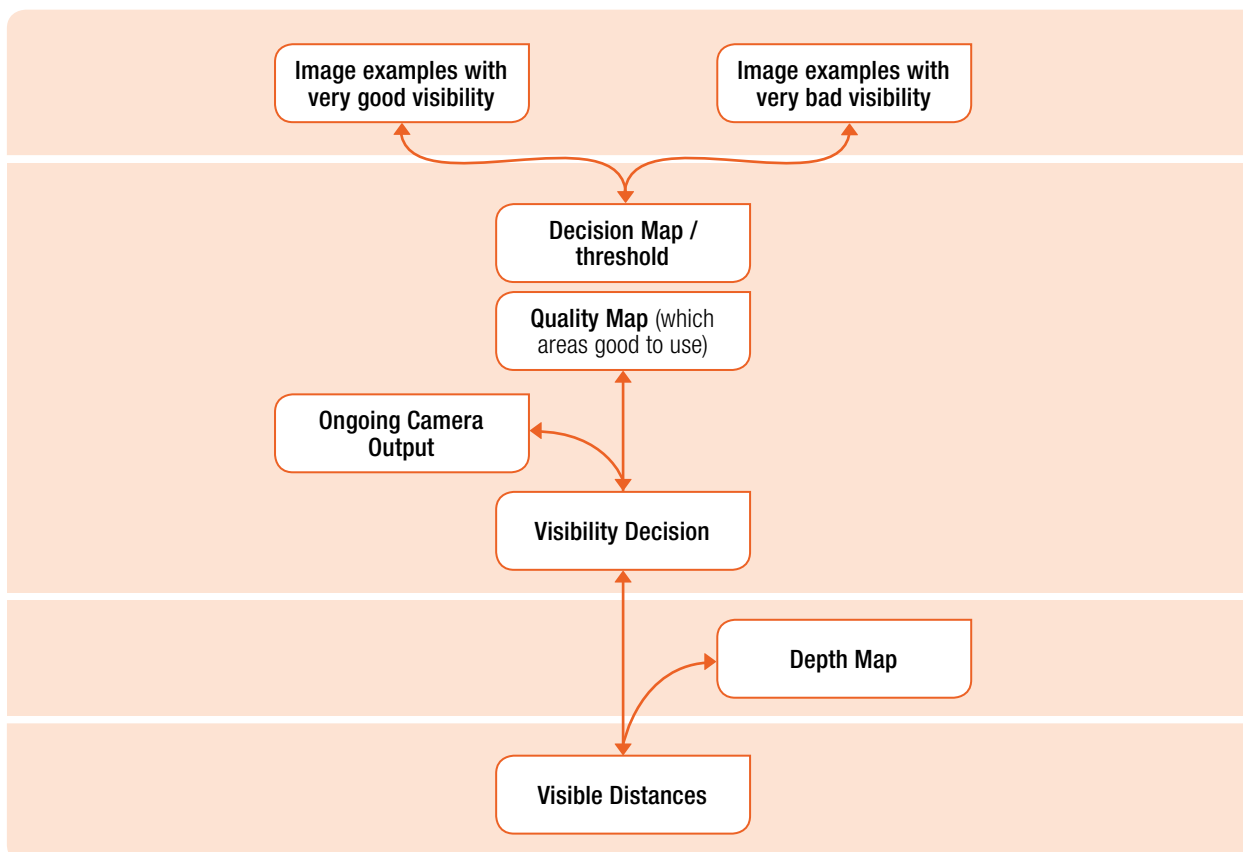 Image examples with
very good visibility
Image examples with
very bad visibility
Decision Map /
threshold
Quality Map (which
areas good to use)
Ongoing Camera
Output
Visibility Decision
Depth Map
Visible Distances